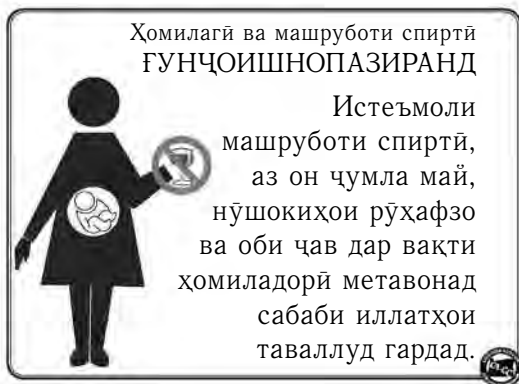 Ҳомилагӣ ва машруботи спиртӣ
ҒУНҶОИШНОПАЗИРАНД
Истеъмоли
машруботи спиртӣ,
аз он ҷумла май,
нӯшокиҳои рӯҳафзо
ва оби ҷав дар вақти
ҳомиладорӣ метавонад
сабаби иллатҳои
таваллуд гардад.